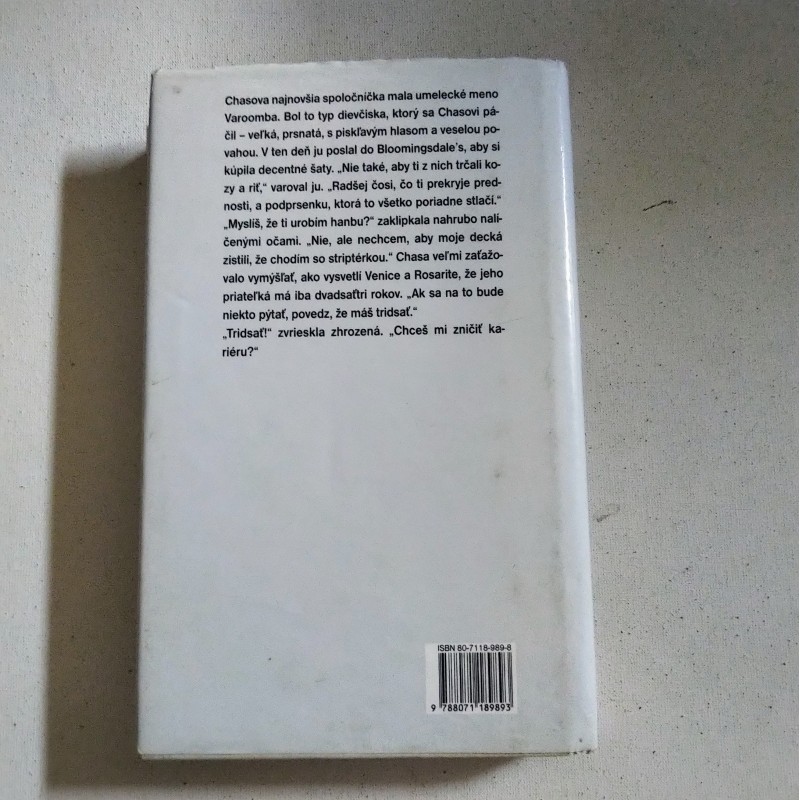 Chasova najnovšia spoločníčka mala umelecké meno
Varoomba. Bol to typ dievčiska, ktorý sa Chasovi pá-
čil – veľká, prsnatá, s piskľavým hlasom a veselou po-
vahou. V ten deň ju poslal do Bloomingsdale's, aby si
kúpila decentné šaty. „Nie také, aby ti z nich trčali ko-
zy a riť,“ varoval ju. „Radšej čosi, čo ti prekryje pred-
nosti, a podprsenku, ktorá to všetko poriadne stlačí.“
„Myslíš, že ti urobím hanbu?“ zaklipkala nahrubo nalí-
čenými očami. „Nie, ale nechcem, aby moje decká
zistili, že chodím so striptérkou.“ Chasa veľmi zaťažo-
valo vymýšľať, ako vysvetlí Venice a Rosarite, že jeho
priateľká má iba dvadsaťtri rokov. „Ak sa na to bude
niekto pýtať, povedz, že máš tridsať.“
„Tridsať!“ zvrieskla zhrozená. „Chceš mi zničiť ka-
riéru?“
ISBN 80-7118-989-8
9 788071 189893